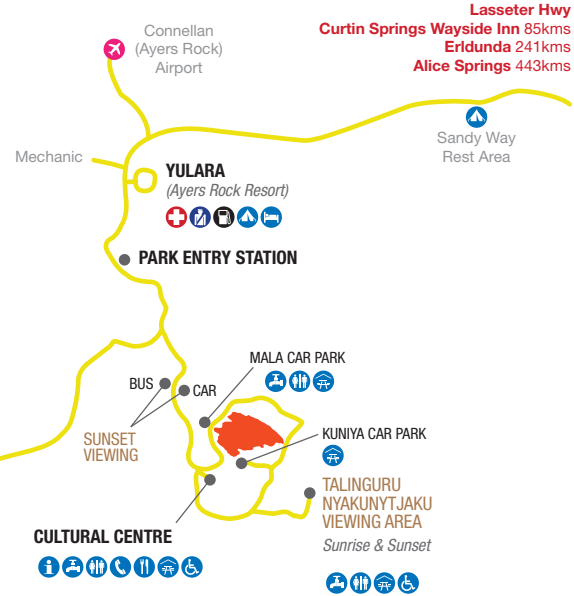 Lasseter Hwy
Curtin Springs Wayside Inn 85kms
Erldunda 241kms
Alice Springs 443kms
Connellan
(Ayers Rock)
Airport
Sandy Way
Rest Area
Mechanic
YULARA
(Ayers Rock Resort)
PARK ENTRY STATION
MALA CAR PARK
BUS
CAR
SUNSET
VIEWING
KUNIYA CAR PARK
TALINGURU
NYAKUNYTJAKU
VIEWING AREA
Sunrise & Sunset
CULTURAL CENTRE